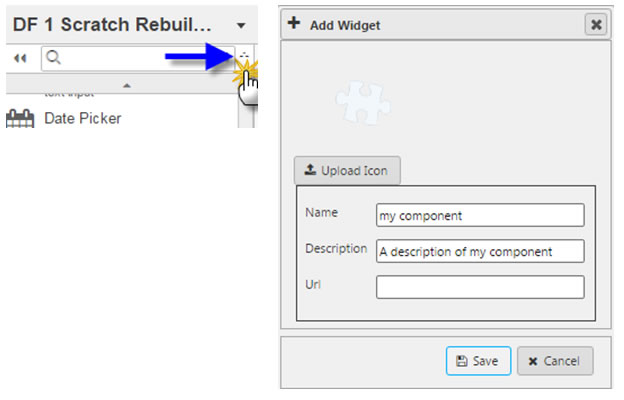 DF 1 Scratch Rebuil...
text input
Date Picker
Add Widget
Upload Icon
Name
my component
Description
A description of my component
Url
Save
Cancel